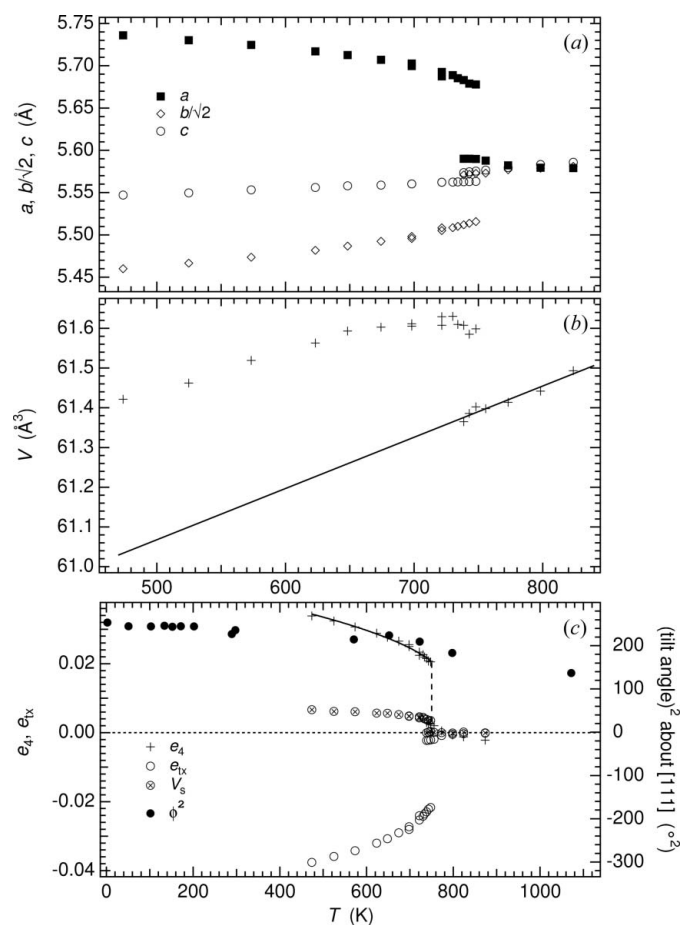 5.75
(a)
5.70
a, b/√2, c (Å)
5.65
a
b/√2
c
5.60
5.55
5.50
5.45
(b)
61.6
61.5
V (Å³)
61.4
61.3
61.2
61.1
61.0
500 600 700 800
(c)
0.02
0.00
-0.02
-0.04
e₄, eₜₓ
e₄
eₜₓ
Vₛ
ϕ²
200
100
0
-100
-200
-300
(tilt angle)² about [111] (°²)
0 200 400 600 800 1000
T (K)